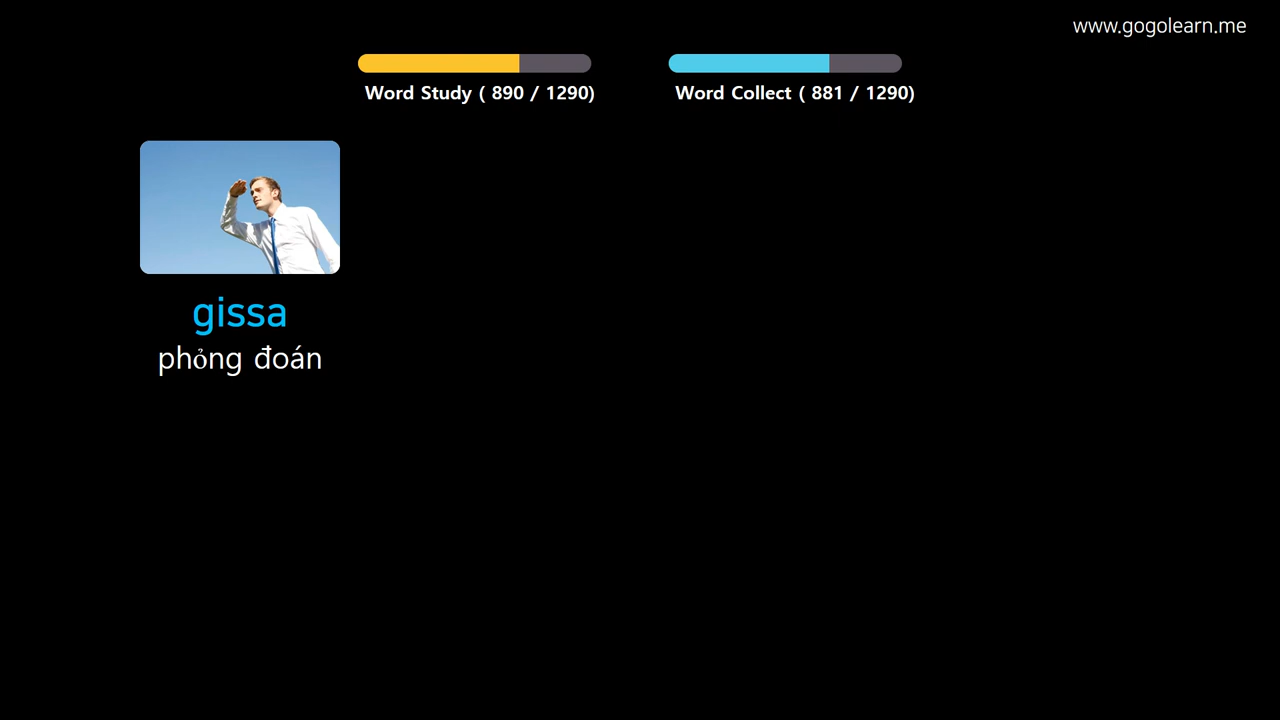 www.gogolearn.me
Word Study ( 890 / 1290)
Word Collect ( 881 / 1290)
gissa
phỏng đoán